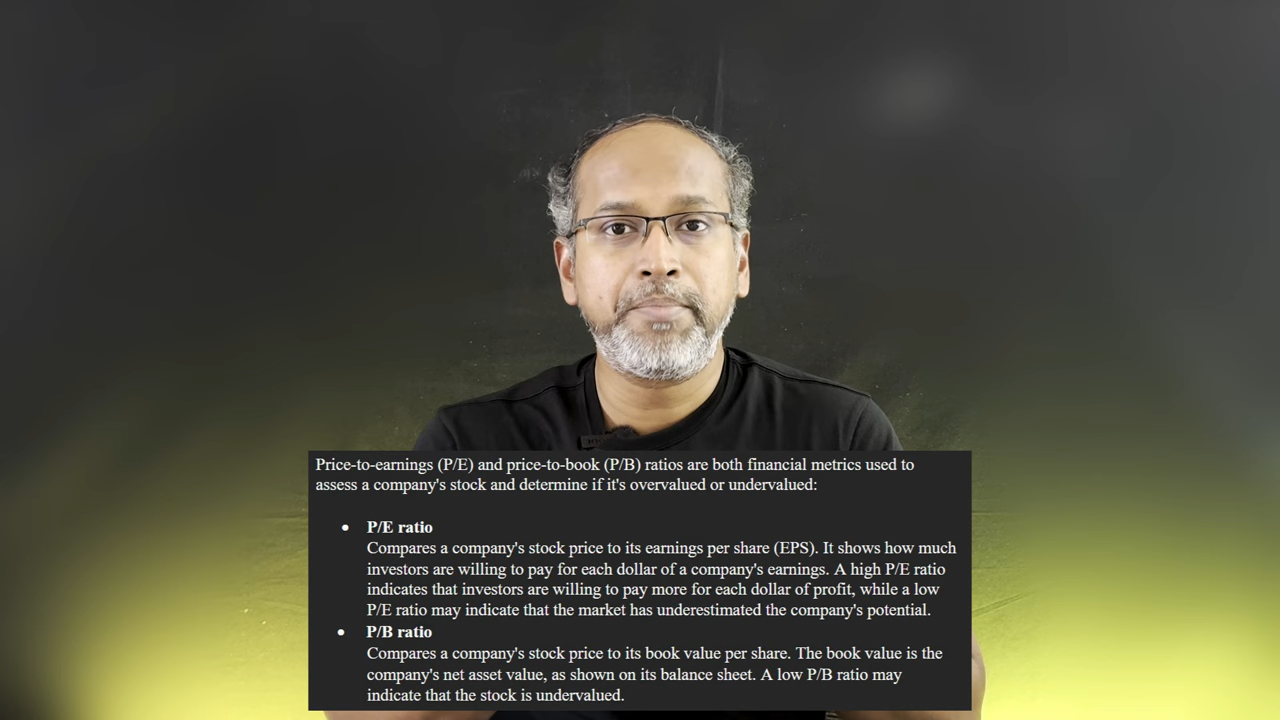 Price-to-earnings (P/E) and price-to-book (P/B) ratios are both financial metrics used to
assess a company's stock and determine if it's overvalued or undervalued:
• P/E ratio
Compares a company's stock price to its earnings per share (EPS). It shows how much
investors are willing to pay for each dollar of a company's earnings. A high P/E ratio
indicates that investors are willing to pay more for each dollar of profit, while a low
P/E ratio may indicate that the market has underestimated the company's potential.
• P/B ratio
Compares a company's stock price to its book value per share. The book value is the
company's net asset value, as shown on its balance sheet. A low P/B ratio may
indicate that the stock is undervalued.